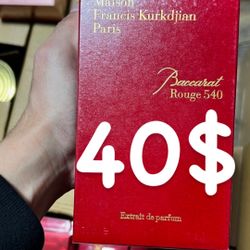 Maison
Francis Kurkdjian
Paris
Baccarat
Rouge 540
40$
Extrait de parfum